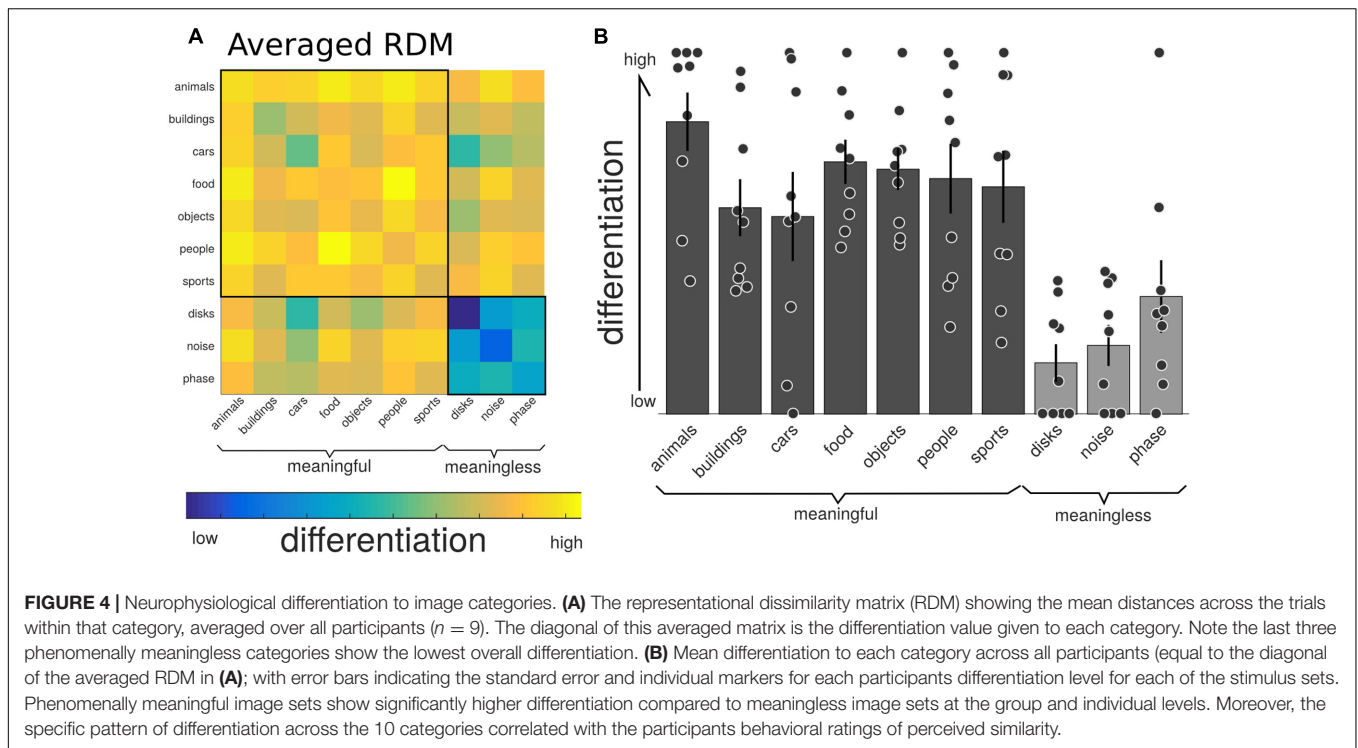 A
Averaged RDM
animals
buildings
cars
food
objects
people
sports
disks
noise
phase
animals buildings cars food objects people sports disks noise phase
meaningful meaningless
low differentiation high
B
high
differentiation
low
animals buildings cars food objects people sports disks noise phase
meaningful meaningless
FIGURE 4 | Neurophysiological differentiation to image categories. (A) The representational dissimilarity matrix (RDM) showing the mean distances across the trials
within that category, averaged over all participants (n = 9). The diagonal of this averaged matrix is the differentiation value given to each category. Note the last three
phenomenally meaningless categories show the lowest overall differentiation. (B) Mean differentiation to each category across all participants (equal to the diagonal
of the averaged RDM in (A); with error bars indicating the standard error and individual markers for each participants differentiation level for each of the stimulus sets.
Phenomenally meaningful image sets show significantly higher differentiation compared to meaningless image sets at the group and individual levels. Moreover, the
specific pattern of differentiation across the 10 categories correlated with the participants behavioral ratings of perceived similarity.